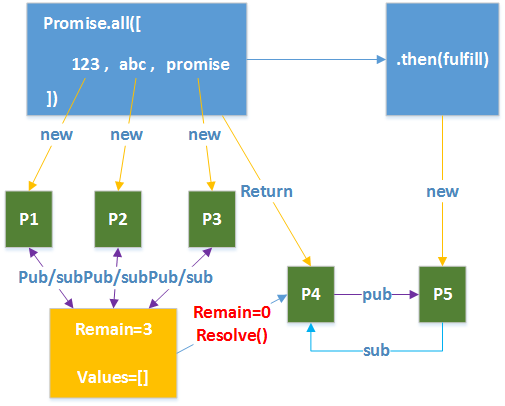 Promise.all([
123 , abc , promise
])
.then(fulfill)
new
new
new
Return
new
P1
P2
P3
Pub/subPub/subPub/sub
P4
pub
P5
Remain=0
Resolve()
sub
Remain=3
Values=[]